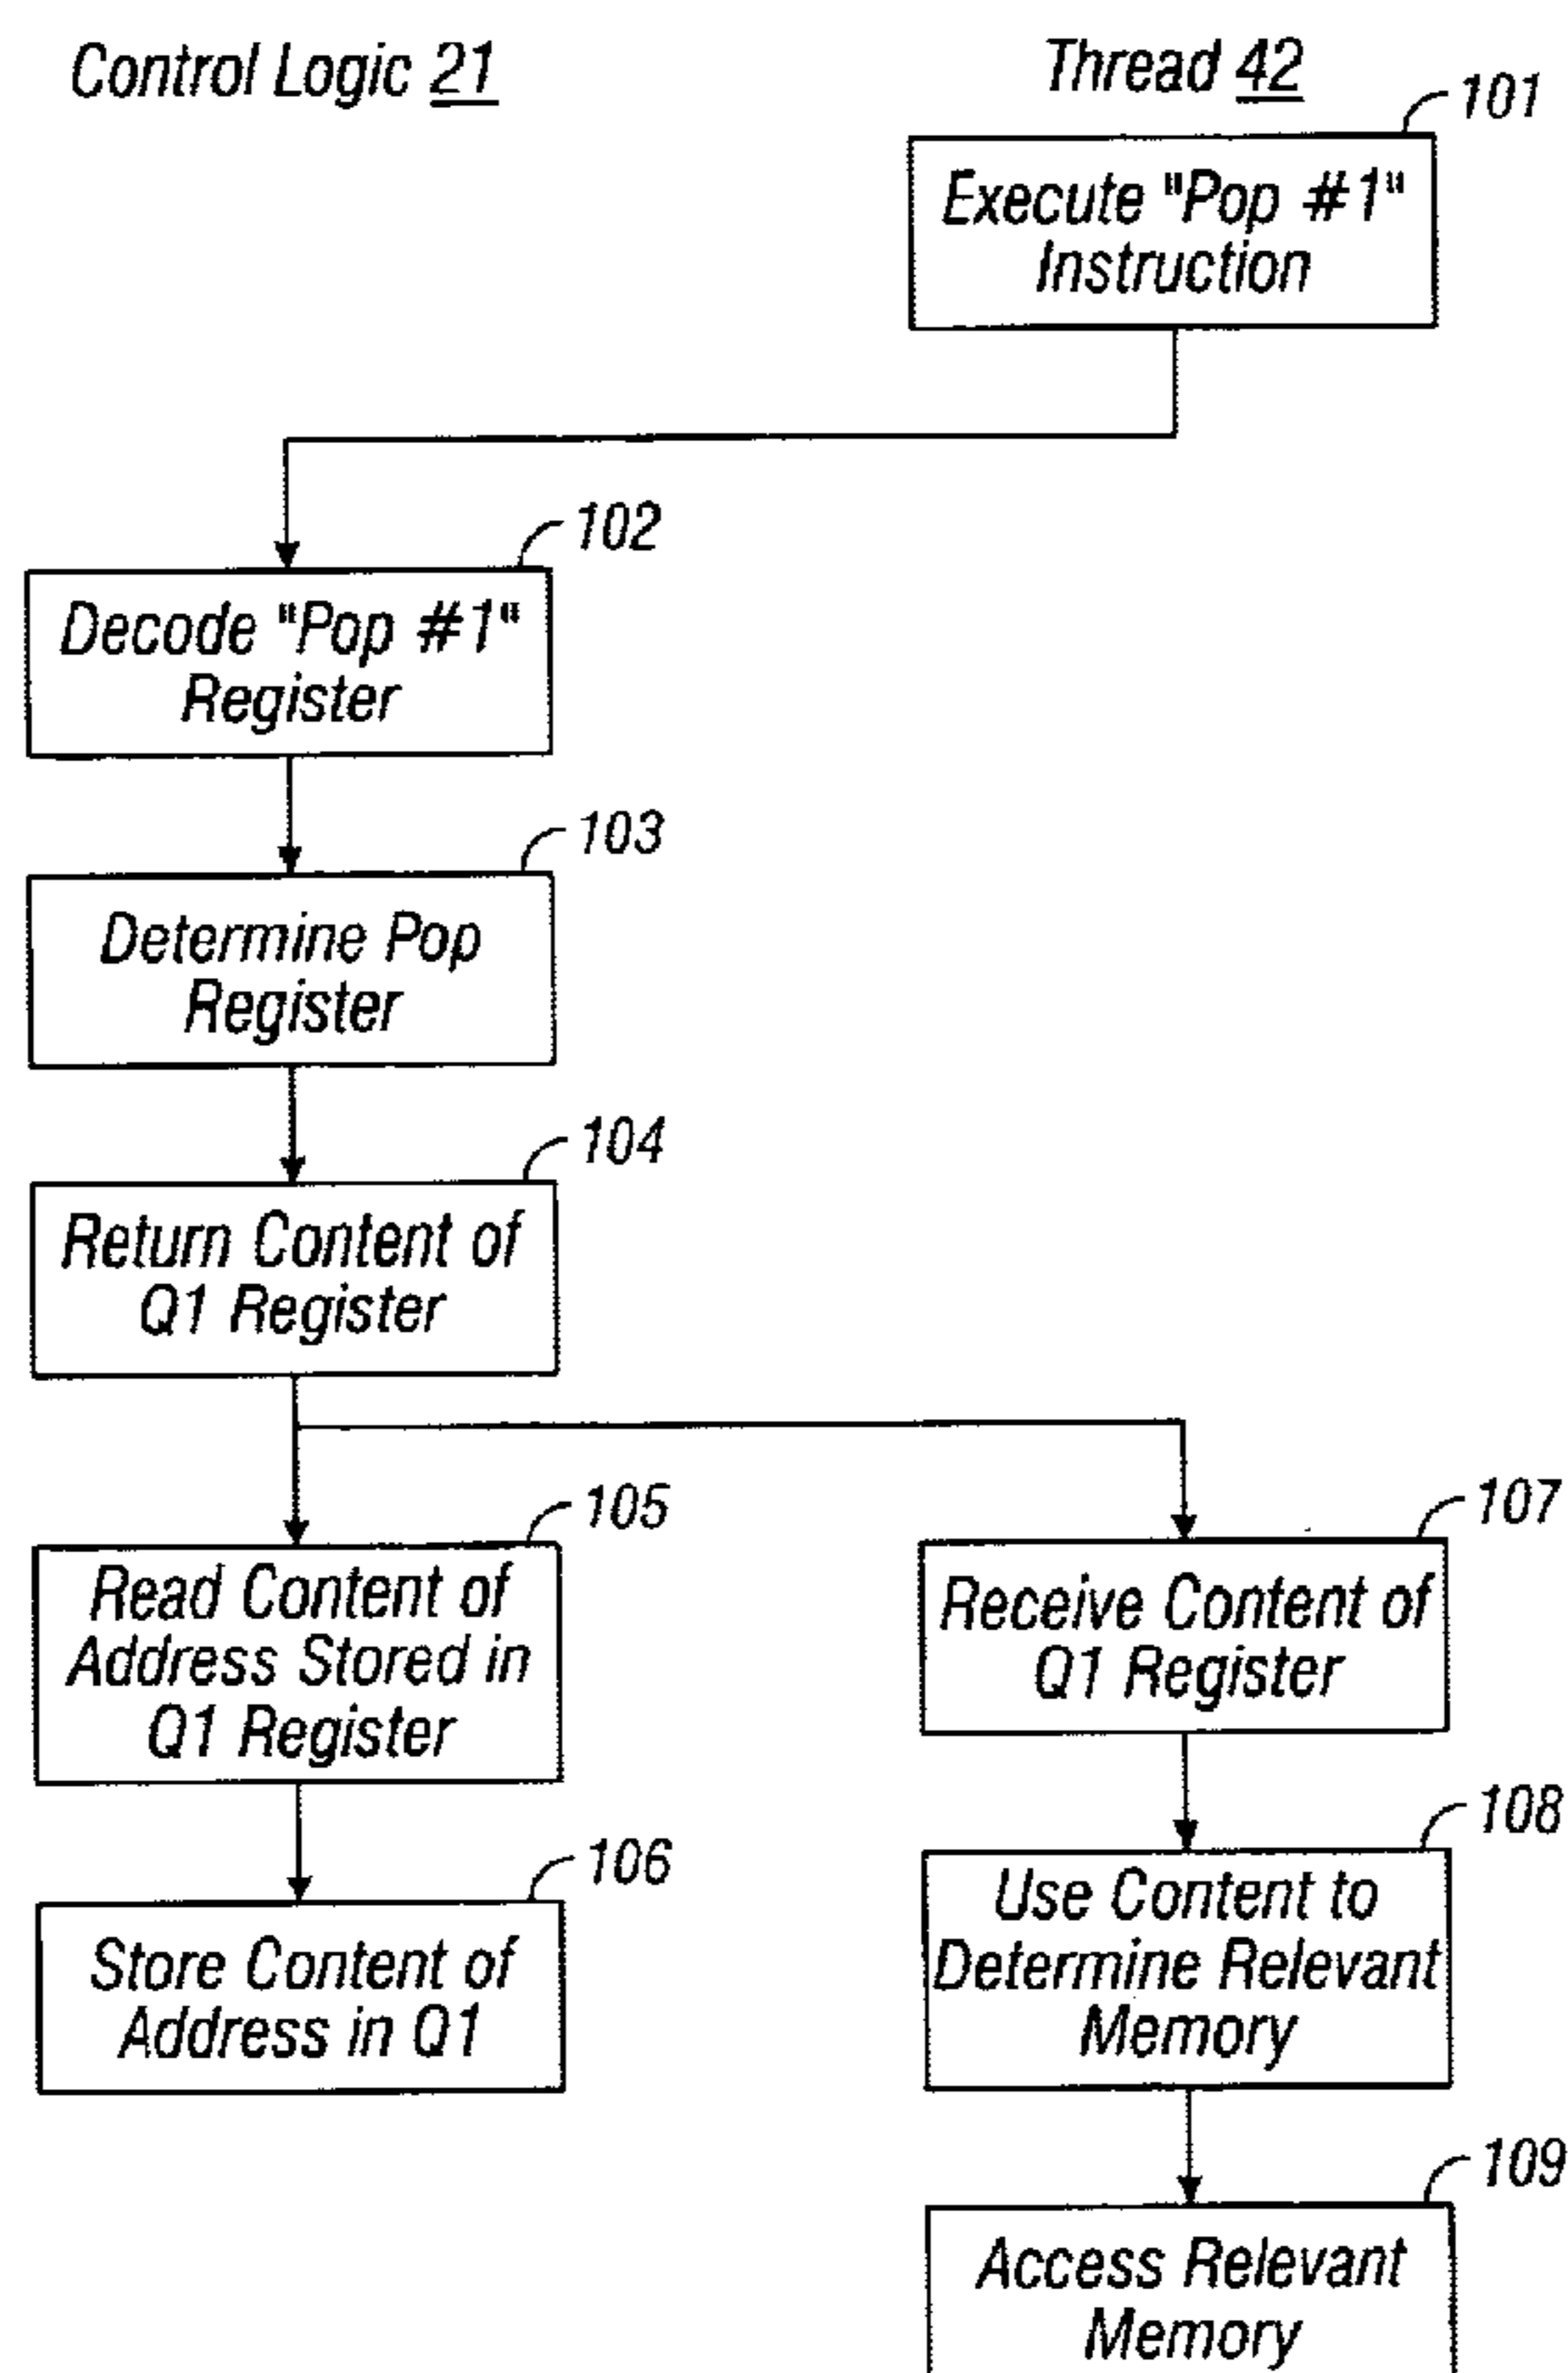 Control Logic 21
Thread 42
101
Execute "Pop #1"
Instruction
102
Decode "Pop #1"
Register
103
Determine Pop
Register
104
Return Content of
Q1 Register
105
Read Content of
Address Stored in
Q1 Register
107
Receive Content of
Q1 Register
106
Store Content of
Address in Q1
108
Use Content to
Determine Relevant
Memory
109
Access Relevant
Memory